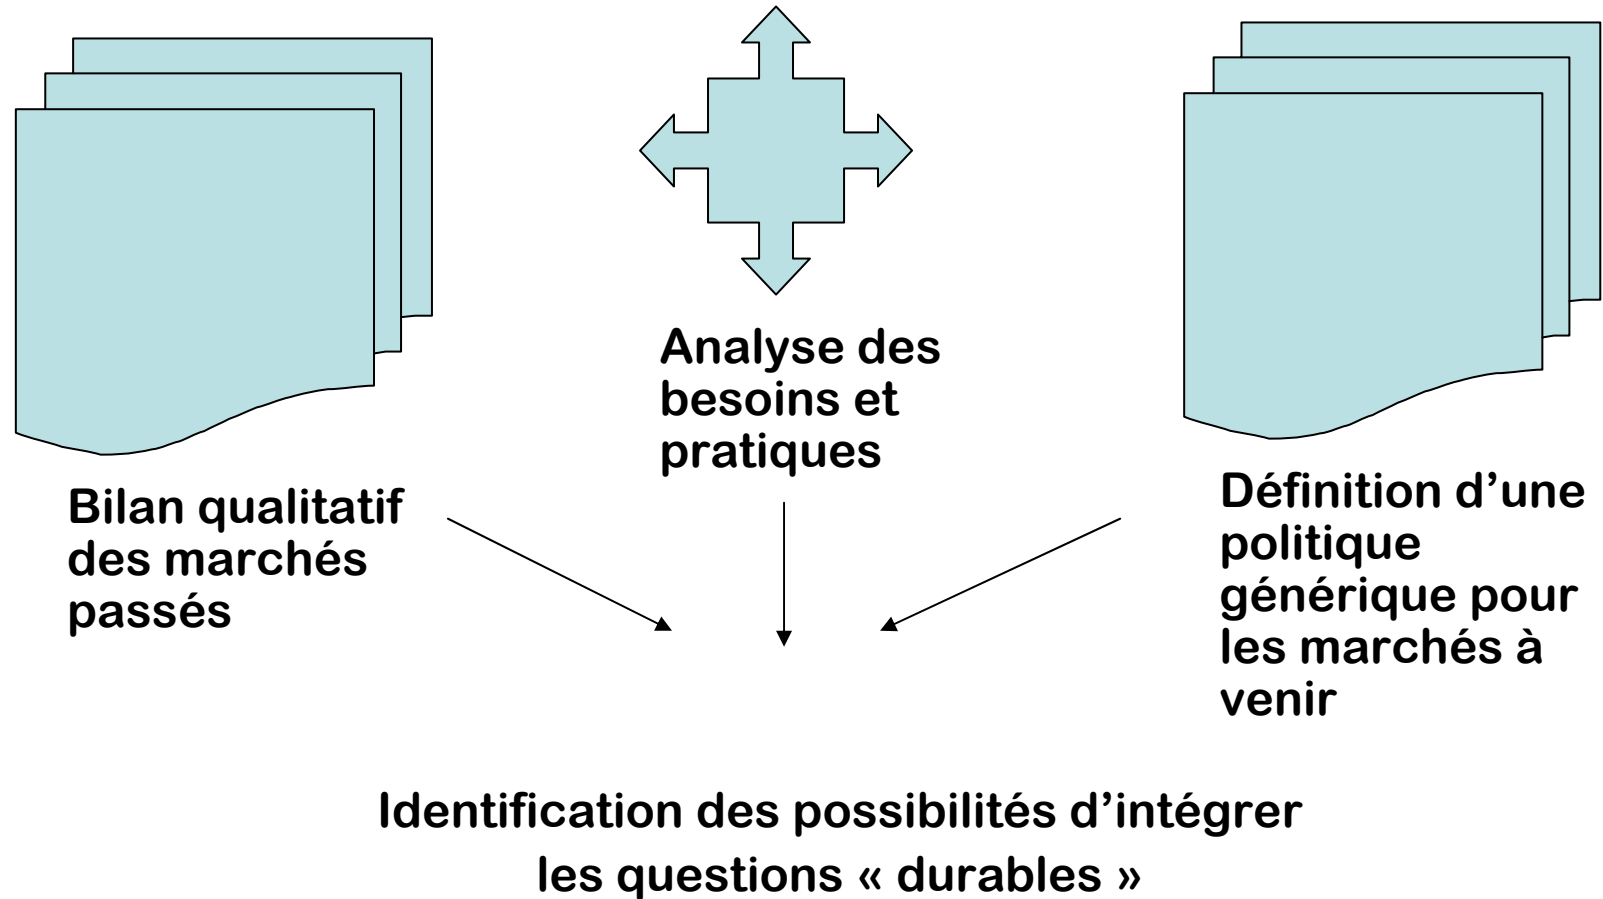 Bilan qualitatif
des marchés
passés
Analyse des
besoins et
pratiques
Définition d’une
politique
générique pour
les marchés à
venir
Identification des possibilités d’intégrer
les questions « durables »